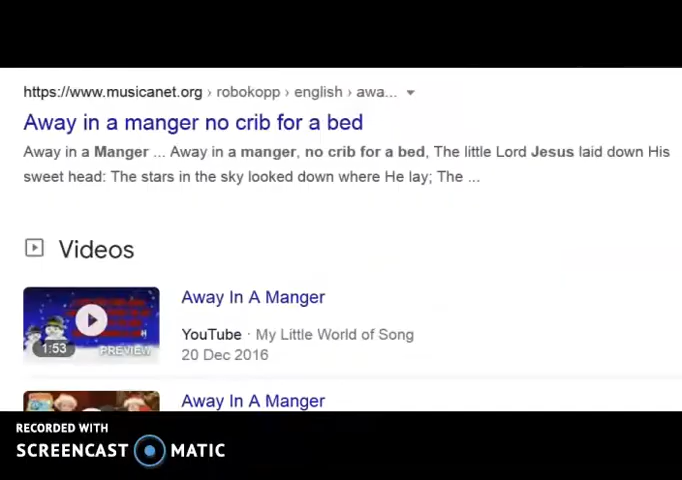 https://www.musicanet.org › robokopp › english › awa...
Away in a manger no crib for a bed
Away in a Manger ... Away in a manger, no crib for a bed, The little Lord Jesus laid down His
sweet head: The stars in the sky looked down where He lay; The ...
Videos
Away In A Manger
YouTube · My Little World of Song
20 Dec 2016
1:53
PREVIEW
Away In A Manger
RECORDED WITH
SCREENCAST MATIC